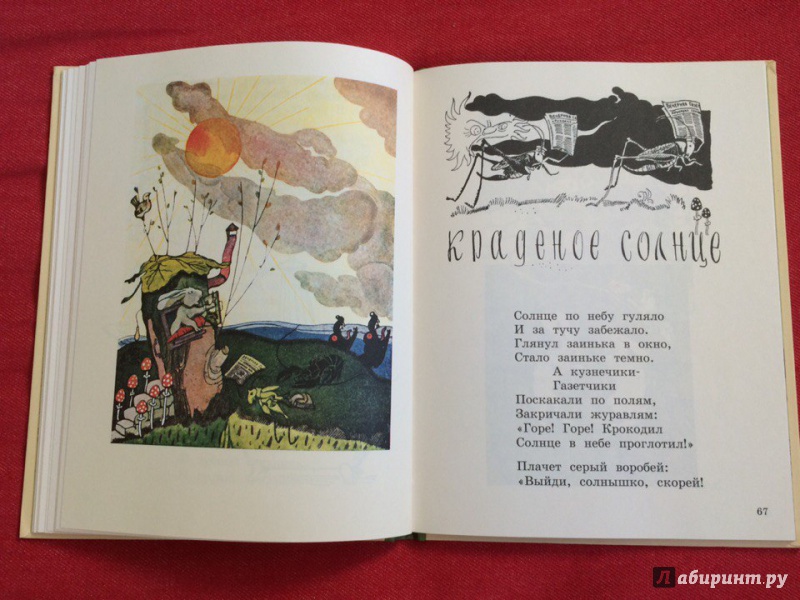 КРАДЕНОЕ СОЛНЦЕ
Солнце по небу гуляло
И за тучу забежало.
Глянул заинька в окно,
Стало заиньке темно.
А кузнечики-
Газетчики
Поскакали по полям,
Закричали журавлям:
«Горе! Горе! Крокодил
Солнце в небе проглотил!»
Плачет серый воробей:
«Выйди, солнышко, скорей!
67
Лабиринт.ру